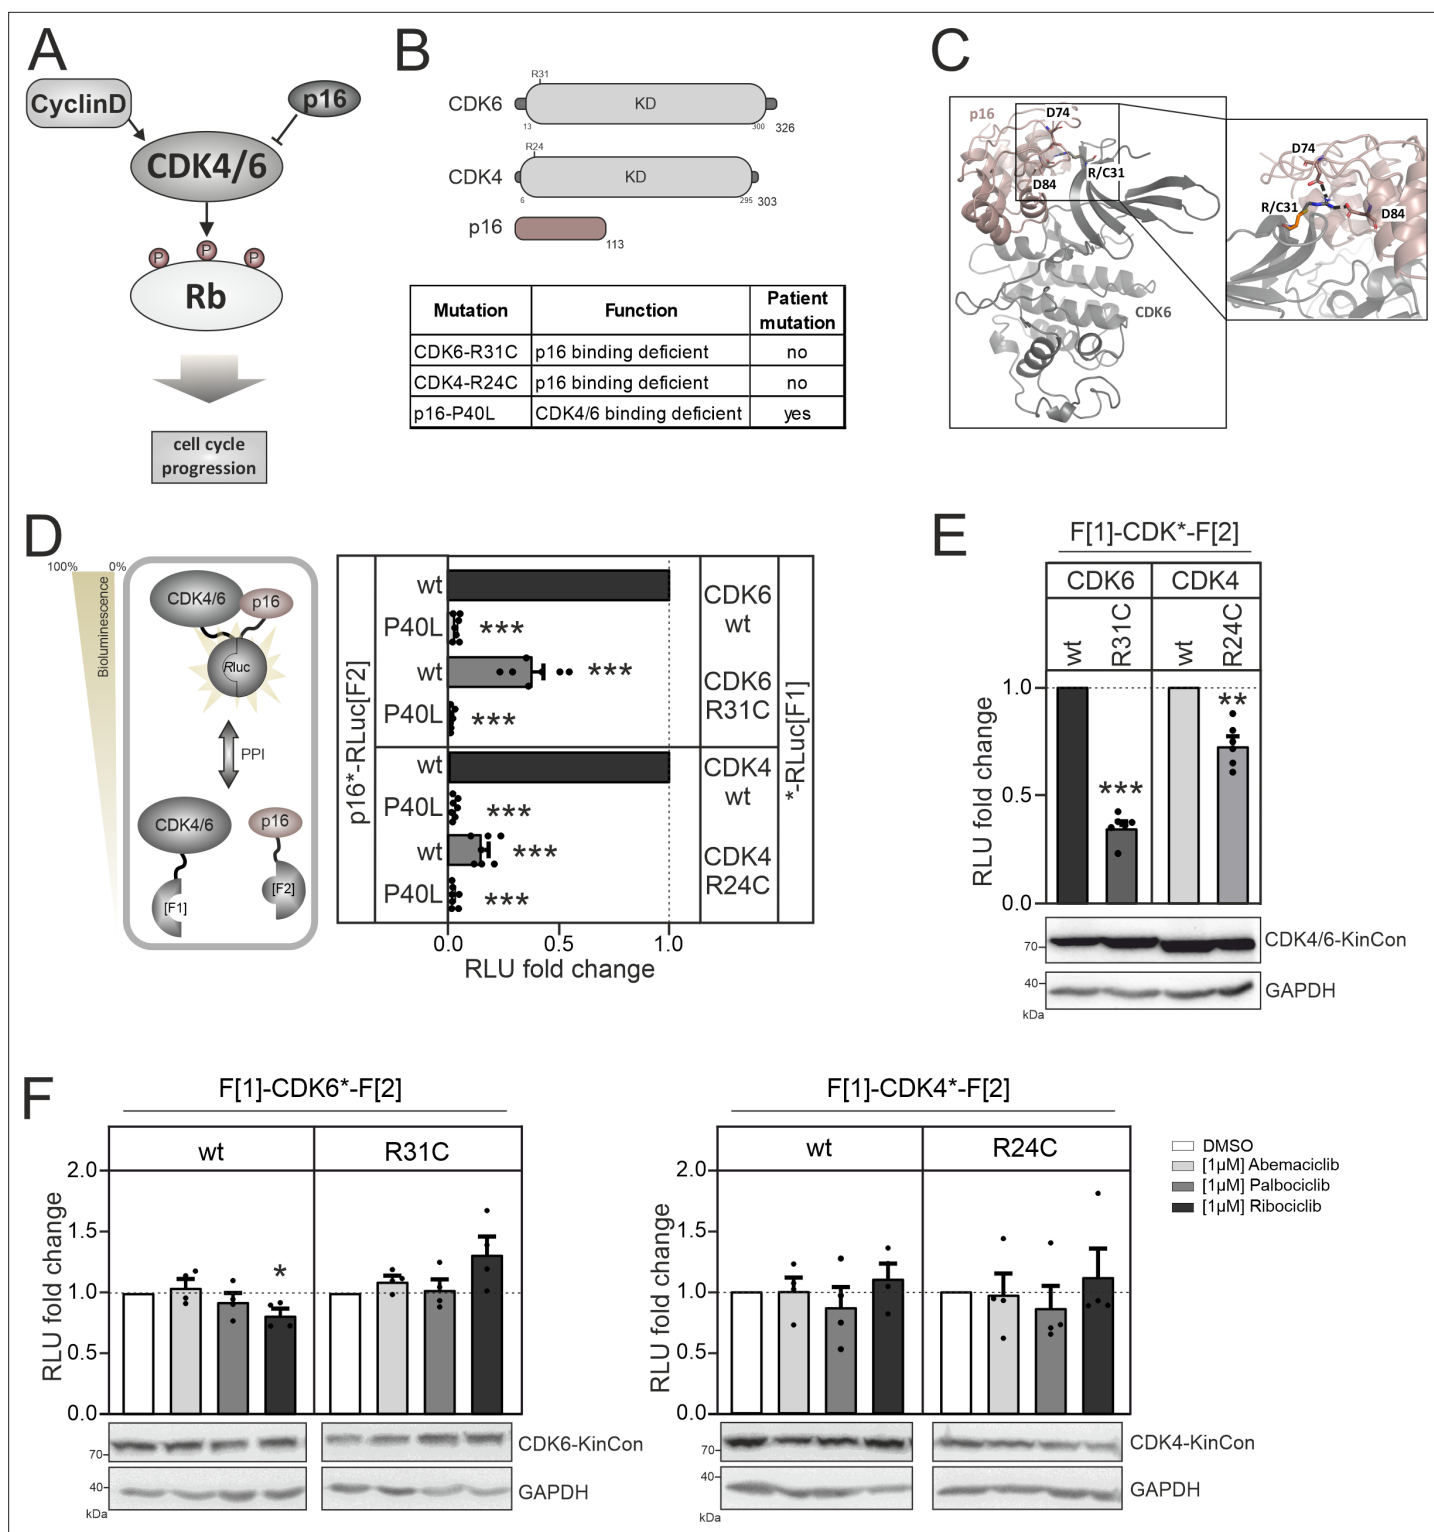 A
CyclinD
p16
CDK4/6
P
P
P
Rb
cell cycle
progression
B
R31
CDK6
KD
13
300
326
R24
CDK4
KD
6
295
303
p16
113
Mutation
Function
Patient
mutation
CDK6-R31C
p16 binding deficient
no
CDK4-R24C
p16 binding deficient
no
p16-P40L
CDK4/6 binding deficient
yes
C
p16
D74
R/C31
D84
CDK6
D74
R/C31
D84
D
100%
0%
Bioluminescence
CDK4/6
p16
Rluc
PPI
CDK4/6
p16
[F1]
[F2]
p16*-RLuc[F2]
wt
P40L
***
wt
***
P40L
***
wt
P40L
***
wt
***
P40L
***
CDK6
wt
CDK6
R31C
CDK4
wt
CDK4
R24C
*-RLuc[F1]
0.0
0.5
1.0
RLU fold change
E
F[1]-CDK*-F[2]
CDK6
CDK4
wt
R31C
wt
R24C
1.0
0.5
0.0
RLU fold change
***
**
70
CDK4/6-KinCon
40
GAPDH
kDa
F
F[1]-CDK6*-F[2]
wt
R31C
2.0
1.5
1.0
0.5
0.0
RLU fold change
*
70
CDK6-KinCon
40
GAPDH
kDa
F[1]-CDK4*-F[2]
wt
R24C
2.0
1.5
1.0
0.5
0.0
RLU fold change
70
CDK4-KinCon
40
GAPDH
kDa
DMSO
[1µM] Abemaciclib
[1µM] Palbociclib
[1µM] Ribociclib